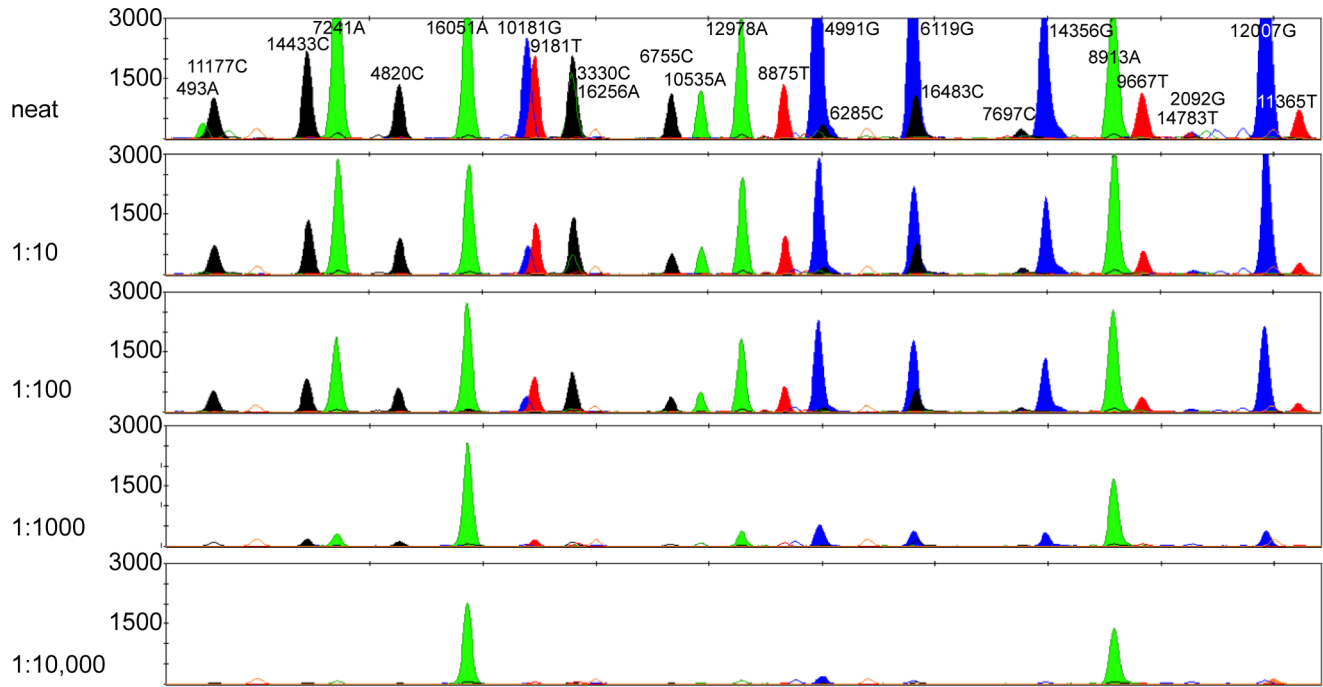 3000
7241A
16051A
10181G
12978A
4991G
6119G
14356G
12007G
14433C
9181T
8913A
11177C
4820C
3330C
6755C
8875T
9667T
1500
493A
16256A
10535A
16483C
2092G
11365T
neat
6285C
7697C
14783T
3000
1500
1:10
3000
1500
1:100
3000
1500
1:1000
3000
1500
1:10,000